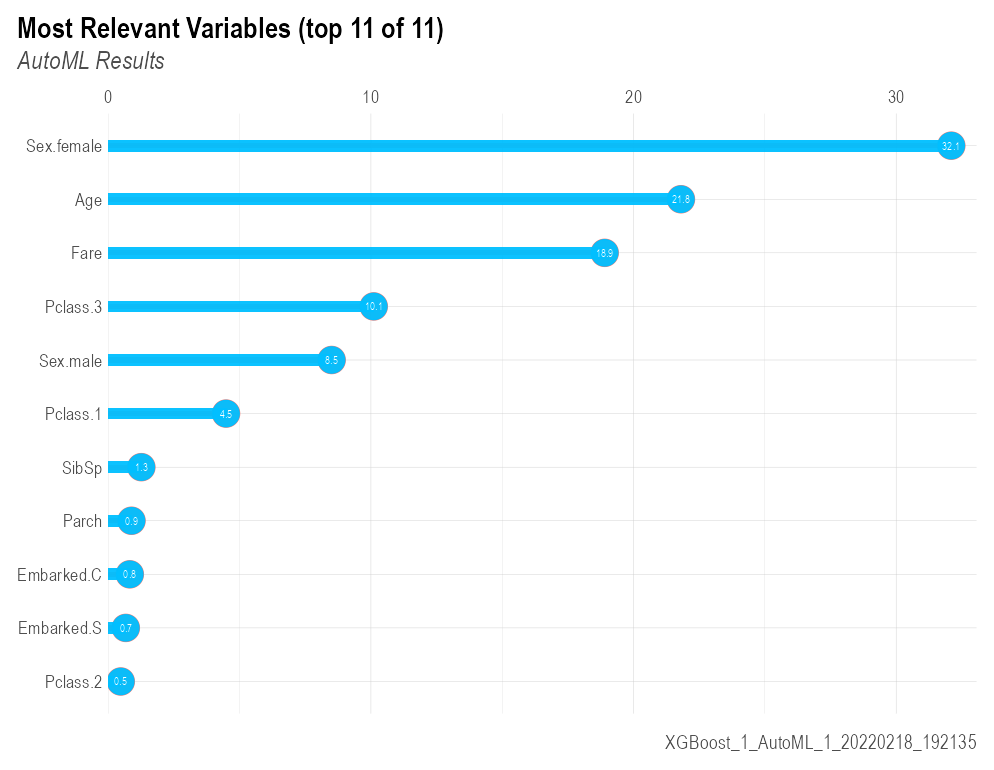 Most Relevant Variables (top 11 of 11)
AutoML Results
0 10 20 30
Sex.female 32.1
Age 21.8
Fare 18.9
Pclass.3 10.1
Sex.male 8.5
Pclass.1 4.5
SibSp 1.3
Parch 0.9
Embarked.C 0.8
Embarked.S 0.7
Pclass.2 0.5
XGBoost_1_AutoML_1_20220218_192135